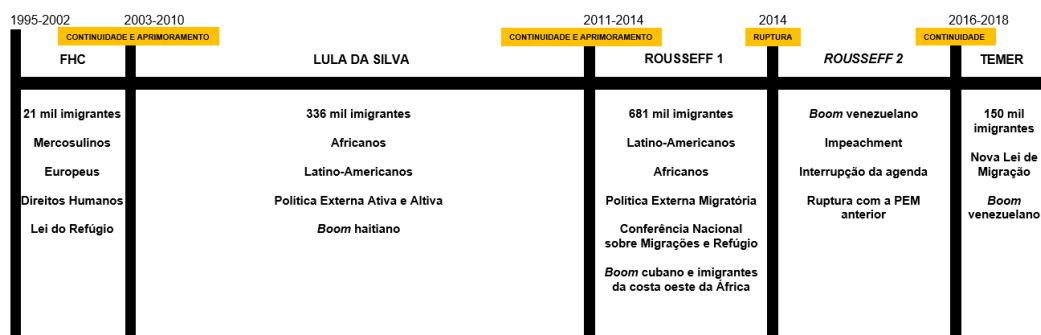 1995-2002
2003-2010
2011-2014
2014
2016-2018
CONTINUIDADE E APRIMORAMENTO
CONTINUIDADE E APRIMORAMENTO
RUPTURA
CONTINUIDADE
FHC
LULA DA SILVA
ROUSSEFF 1
ROUSSEFF 2
TEMER
21 mil imigrantes
Mercosulinos
Europeus
Direitos Humanos
Lei do Refúgio
336 mil imigrantes
Africanos
Latino-Americanos
Política Externa Ativa e Altiva
Boom haitiano
681 mil imigrantes
Latino-Americanos
Africanos
Política Externa Migratória
Conferência Nacional
sobre Migrações e Refúgio
Boom cubano e imigrantes
da costa oeste da África
Boom venezuelano
Impeachment
Interrupção da agenda
Ruptura com a PEM
anterior
150 mil
imigrantes
Nova Lei de
Migração
Boom
venezuelano